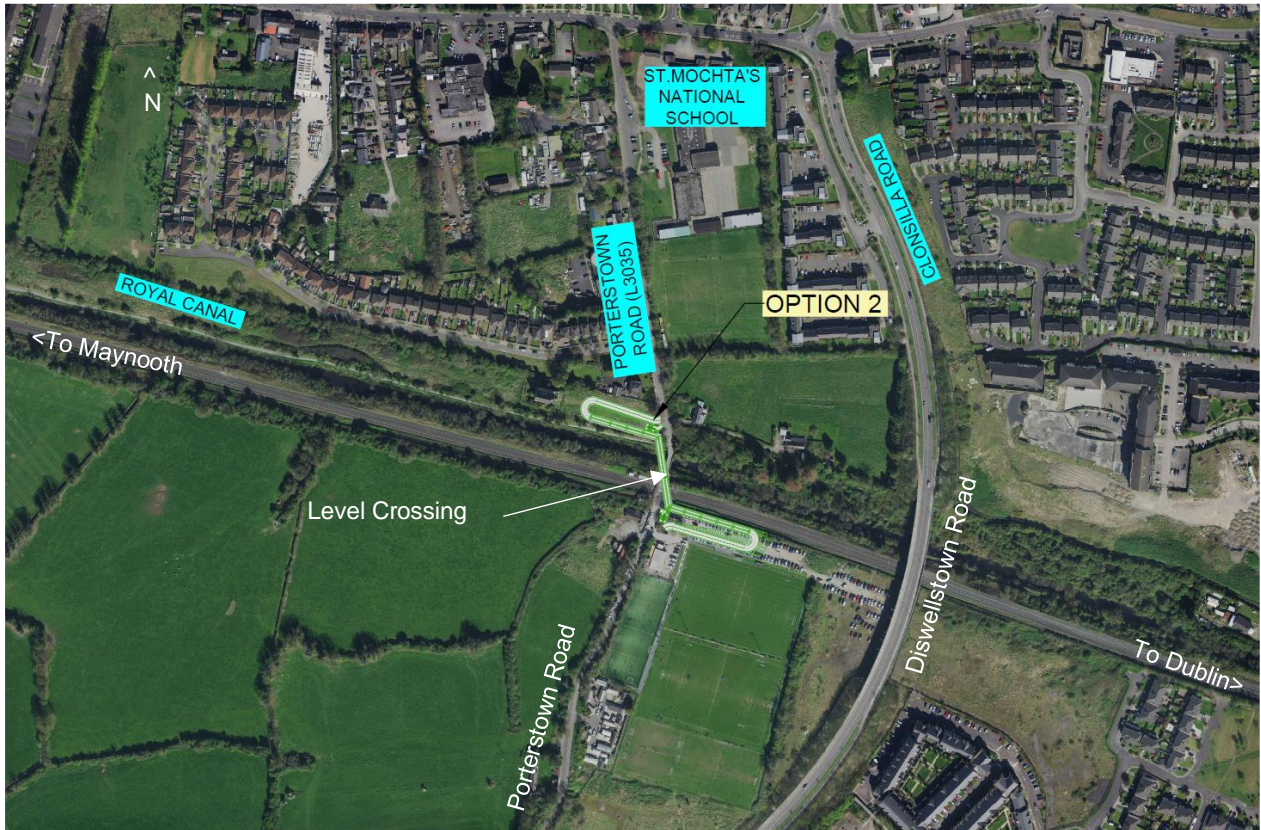 ^
N
ST.MOCHTA'S
NATIONAL
SCHOOL
CLONSILLA ROAD
PORTERSTOWN
ROAD (L3035)
ROYAL CANAL
OPTION 2
<To Maynooth
Level Crossing
Diswellstown Road
Porterstown Road
To Dublin>